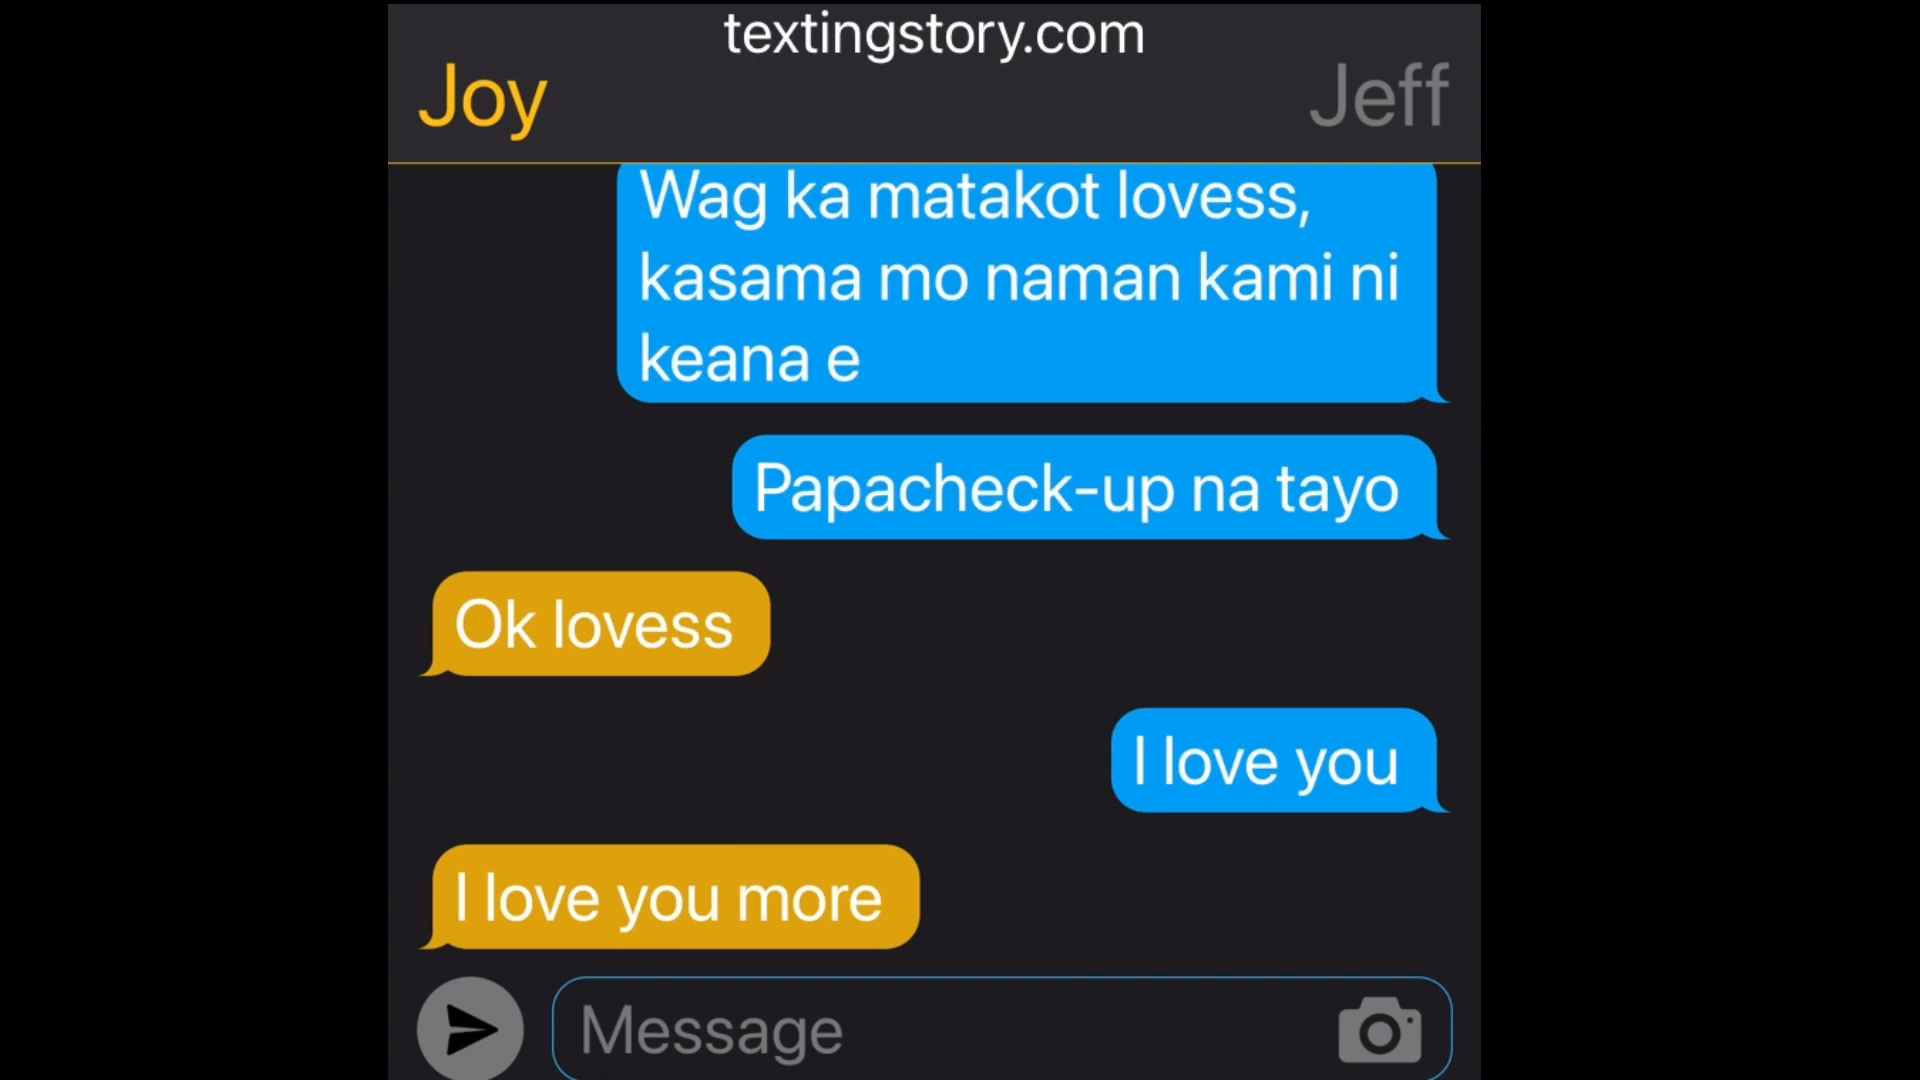 textingstory.com
Joy
Jeff
Wag ka matakot lovess,
kasama mo naman kami ni
keana e
Papacheck-up na tayo
Ok lovess
I love you
I love you more
Message